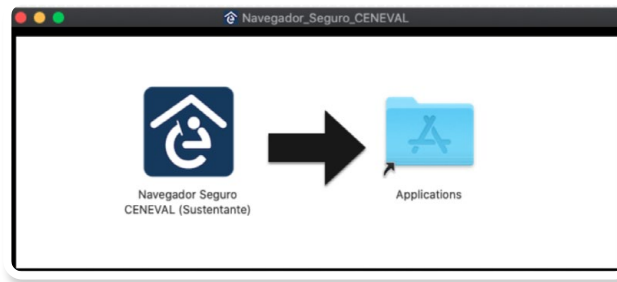 Navegador_Seguro_CENEVAL
Navegador Seguro
CENEVAL (Sustentante)
Applications